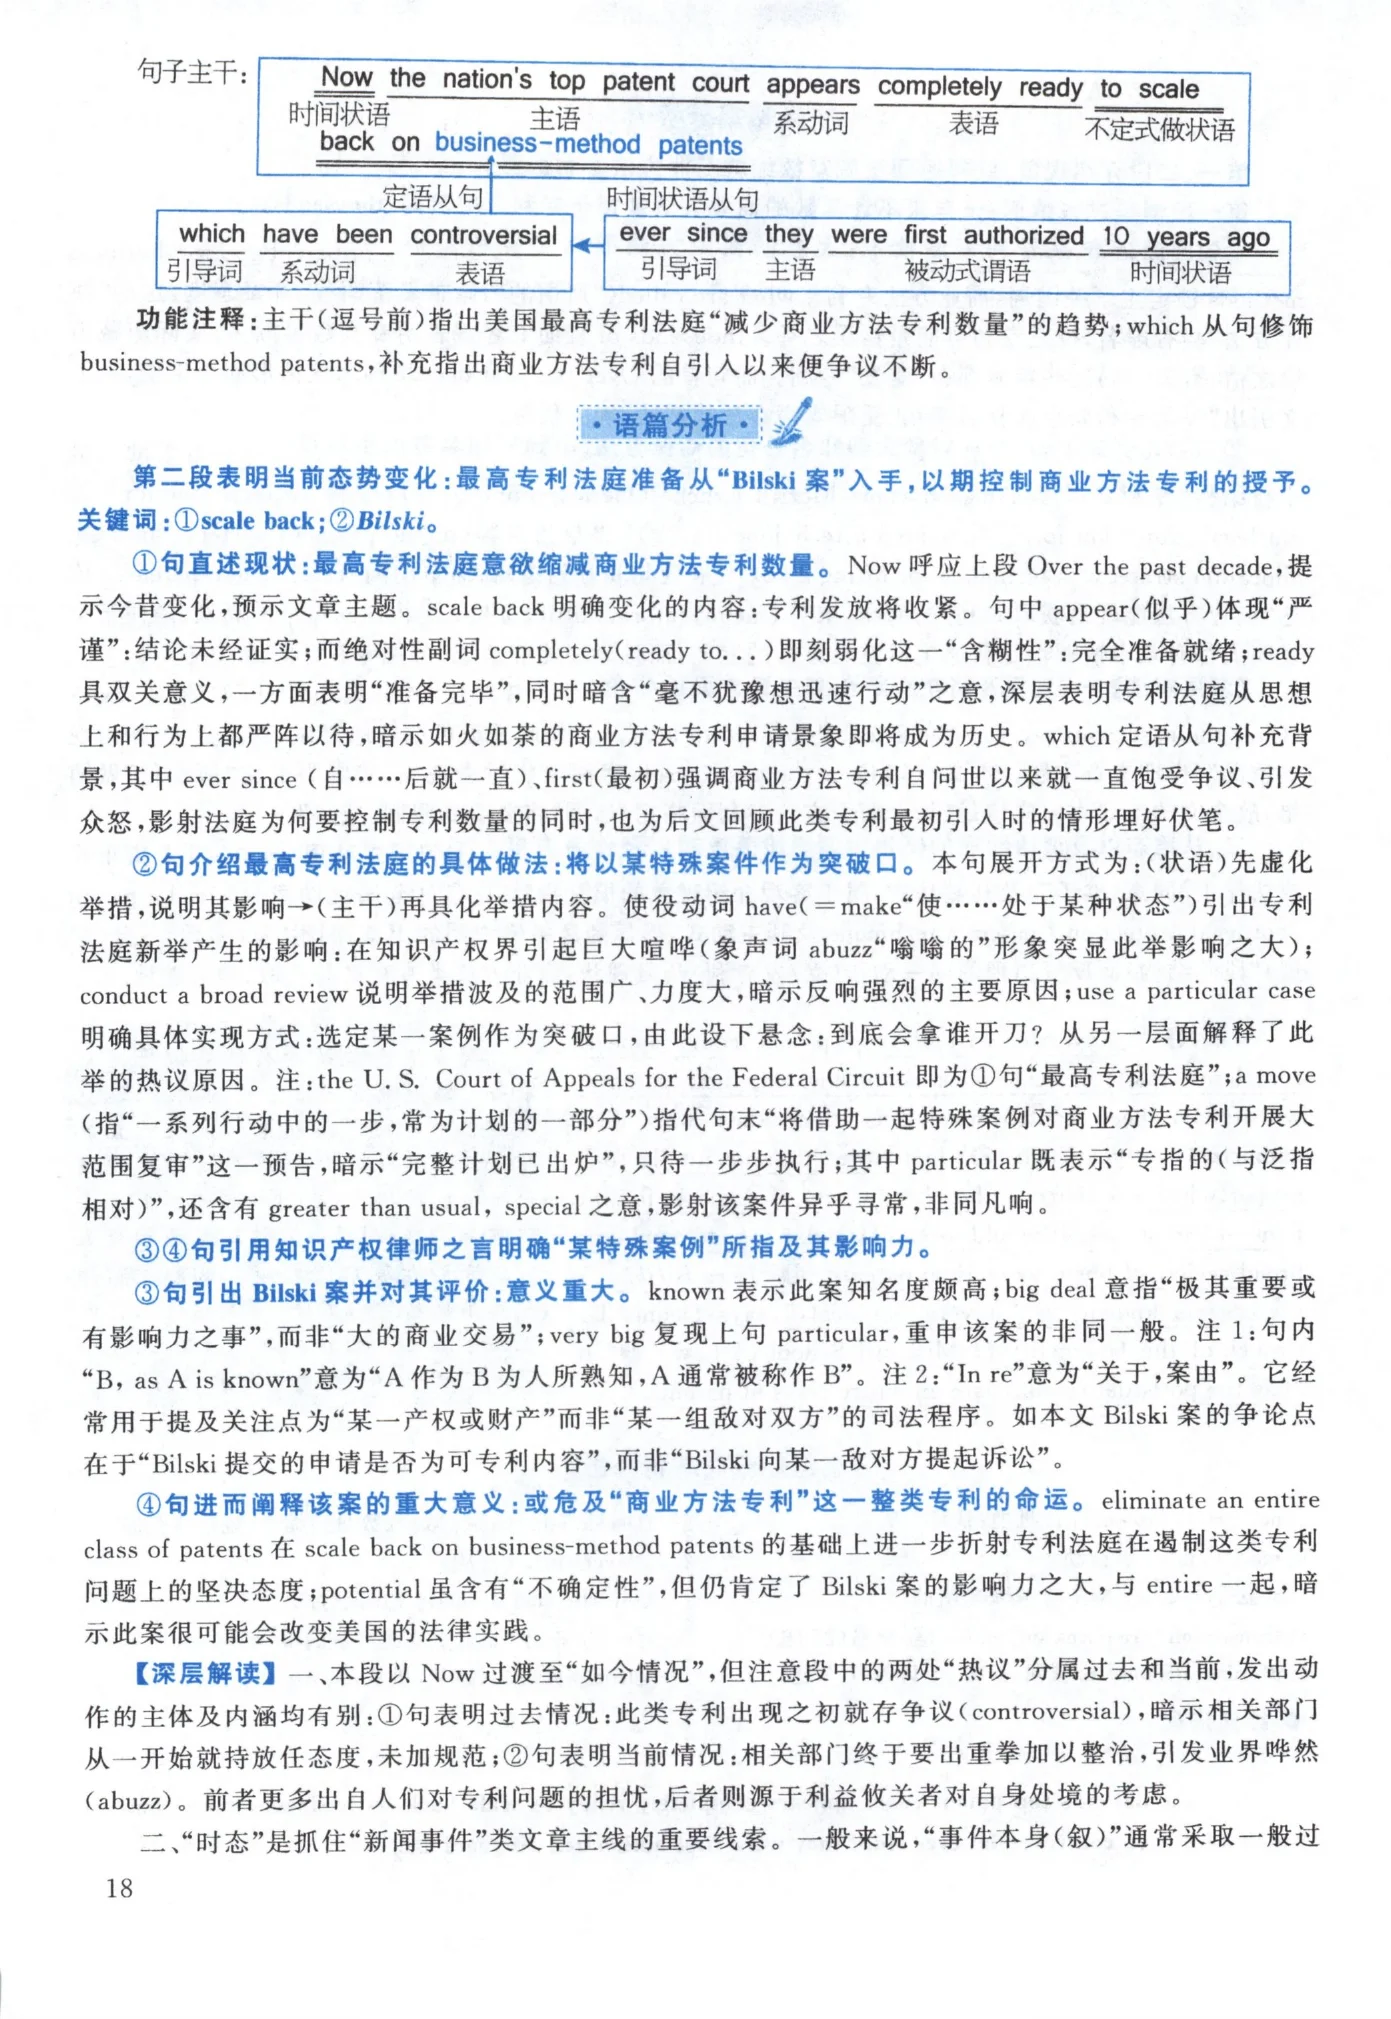 句子主干:
Now the nation's top patent court appears completely ready to scale
时间状语 主语 系动词 表语 不定式做状语
back on business-method patents
定语从句 时间状语从句
which have been controversial ever since they were first authorized 10 years ago
引导词 系动词 表语 引导词 主语 被动式谓语 时间状语
功能注释:主干(逗号前)指出美国最高专利法庭“减少商业方法专利数量”的趋势;which 从句修饰
business-method patents,补充指出商业方法专利自引入以来便争议不断。
·语篇分析·
第二段表明当前态势变化:最高专利法庭准备从“Bilski 案”入手,以期控制商业方法专利的授予。
关键词:①scale back;②Bilski。
①句直述现状:最高专利法庭意欲缩减商业方法专利数量。Now 呼应上段 Over the past decade,提
示今昔变化,预示文章主题。scale back 明确变化的内容:专利发放将收紧。句中 appear(似乎)体现“严
谨”:结论未经证实;而绝对性副词 completely(ready to...)即刻弱化这一“含糊性”:完全准备就绪;ready
具双关意义,一方面表明“准备完毕”,同时暗含“毫不犹豫想迅速行动”之意,深层表明专利法庭从思想
上和行为上都严阵以待,暗示如火如荼的商业方法专利申请景象即将成为历史。which 定语从句补充背
景,其中 ever since (自……后就一直)、first(最初)强调商业方法专利自问世以来就一直饱受争议、引发
众怒,影射法庭为何要控制专利数量的同时,也为后文回顾此类专利最初引入时的情形埋好伏笔。
②句介绍最高专利法庭的具体做法:将以某特殊案件作为突破口。本句展开方式为:(状语)先虚化
举措,说明其影响→(主干)再具化举措内容。使役动词 have(=make“使……处于某种状态”)引出专利
法庭新举产生的影响:在知识产权界引起巨大喧哗(象声词 abuzz“嗡嗡的”形象突显此举影响之大);
conduct a broad review 说明举措波及的范围广、力度大,暗示反响强烈的主要原因;use a particular case
明确具体实现方式:选定某一案例作为突破口,由此设下悬念:到底会拿谁开刀?从另一层面解释了此
举的热议原因。注:the U. S. Court of Appeals for the Federal Circuit 即为①句“最高专利法庭”;a move
(指“一系列行动中的一步,常为计划的一部分”)指代句末“将借助一起特殊案例对商业方法专利开展大
范围复审”这一预告,暗示“完整计划已出炉”,只待一步步执行;其中 particular 既表示“专指的(与泛指
相对)”,还含有 greater than usual, special 之意,影射该案件异乎寻常,非同凡响。
③④句引用知识产权律师之言明确“某特殊案例”所指及其影响力。
③句引出 Bilski 案并对其评价:意义重大。known 表示此案知名度颇高;big deal 意指“极其重要或
有影响力之事”,而非“大的商业交易”;very big 复现上句 particular,重申该案的非同一般。注 1:句内
“B, as A is known”意为“A 作为 B 为人所熟知,A 通常被称作 B”。注 2:“In re”意为“关于,案由”。它经
常用于提及关注点为“某一产权或财产”而非“某一组敌对双方”的司法程序。如本文 Bilski 案的争论点
在于“Bilski 提交的申请是否为可专利内容”,而非“Bilski 向某一敌对方提起诉讼”。
④句进而阐释该案的重大意义:或危及“商业方法专利”这一整类专利的命运。eliminate an entire
class of patents 在 scale back on business-method patents 的基础上进一步折射专利法庭在遏制这类专利
问题上的坚决态度;potential 虽含有“不确定性”,但仍肯定了 Bilski 案的影响力之大,与 entire 一起,暗
示此案很可能会改变美国的法律实践。
【深层解读】一、本段以 Now 过渡至“如今情况”,但注意段中的两处“热议”分属过去和当前,发出动
作的主体及内涵均有别:①句表明过去情况:此类专利出现之初就存争议(controversial),暗示相关部门
从一开始就持放任态度,未加规范;②句表明当前情况:相关部门终于要出重拳加以整治,引发业界哗然
(abuzz)。前者更多出自人们对专利问题的担忧,后者则源于利益攸关者对自身处境的考虑。
二、“时态”是抓住“新闻事件”类文章主线的重要线索。一般来说,“事件本身(叙)”通常采取一般过
18